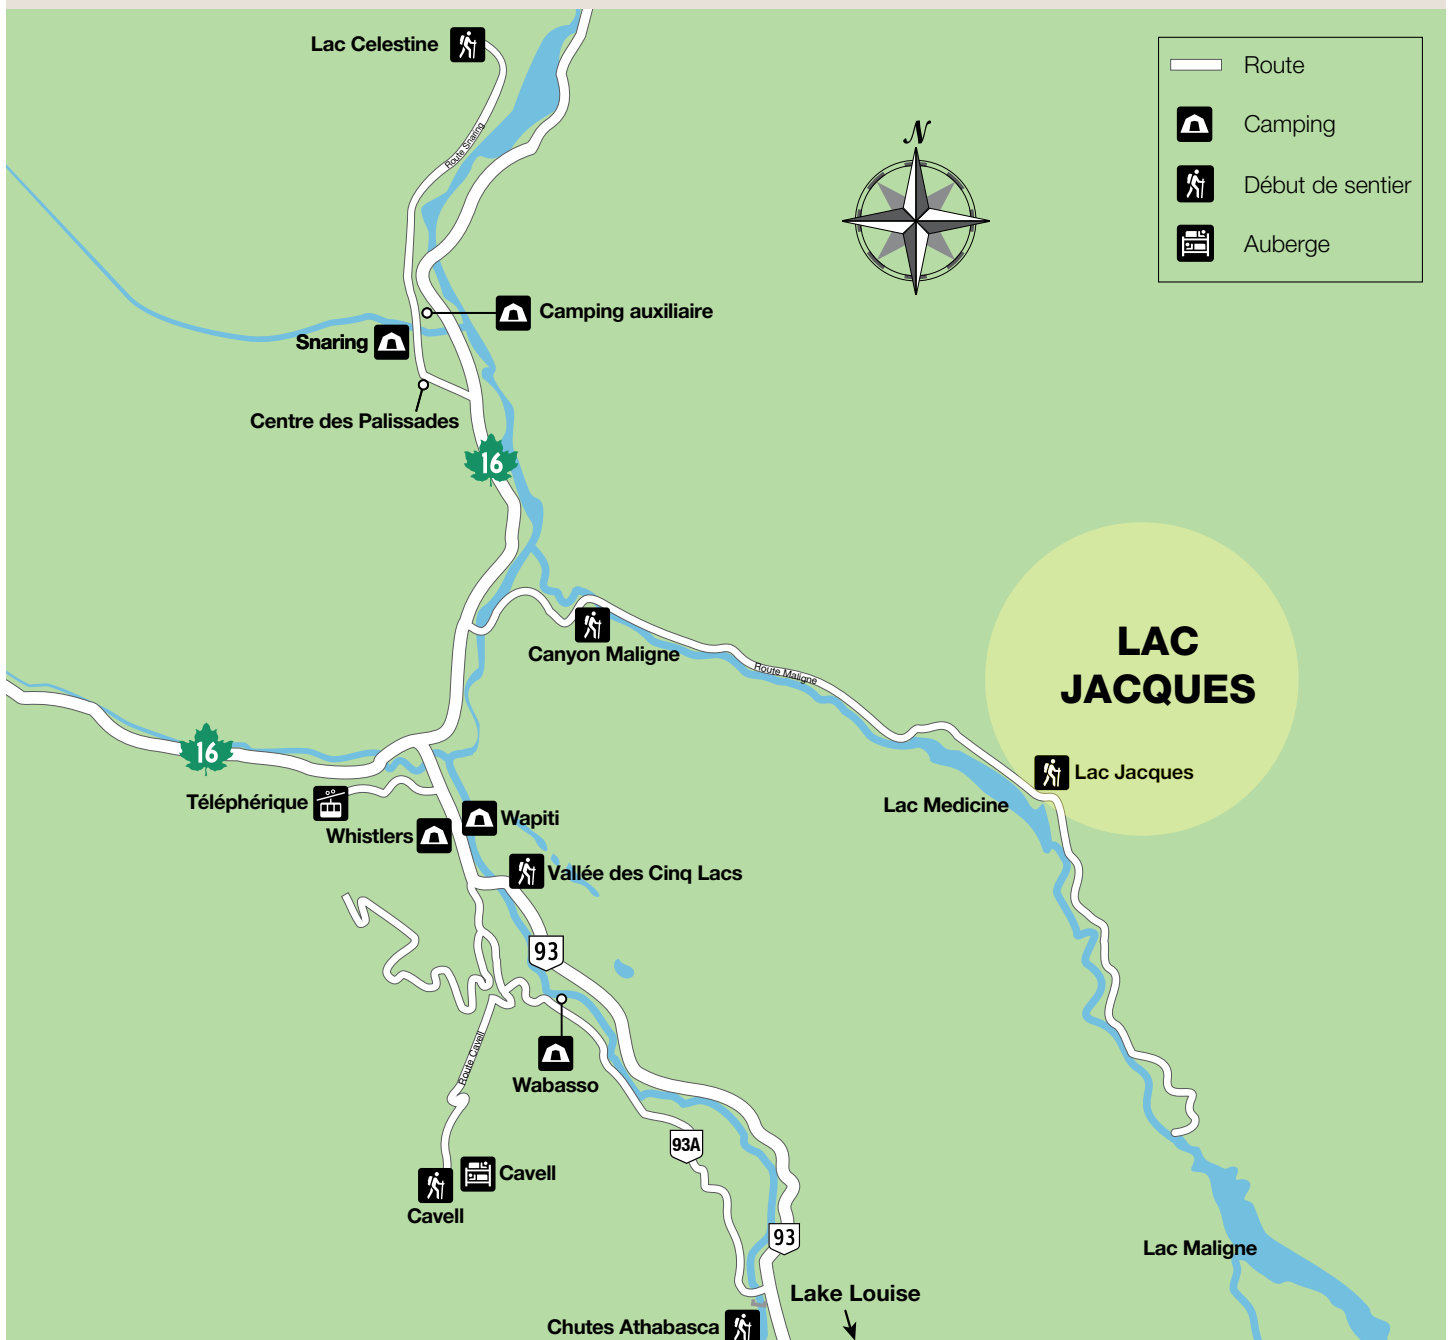 Lac Celestine
Route
N
Camping
Route Snaring
Début de sentier
Auberge
Camping auxiliaire
Snaring
Centre des Palissades
16
LAC
JACQUES
Canyon Maligne
Route Maligne
16
Lac Jacques
Téléphérique
Lac Medicine
Wapiti
Whistlers
Vallée des Cinq Lacs
93
Route Cavell
Wabasso
93A
Cavell
Cavell
93
Lac Maligne
Lake Louise
Chutes Athabasca